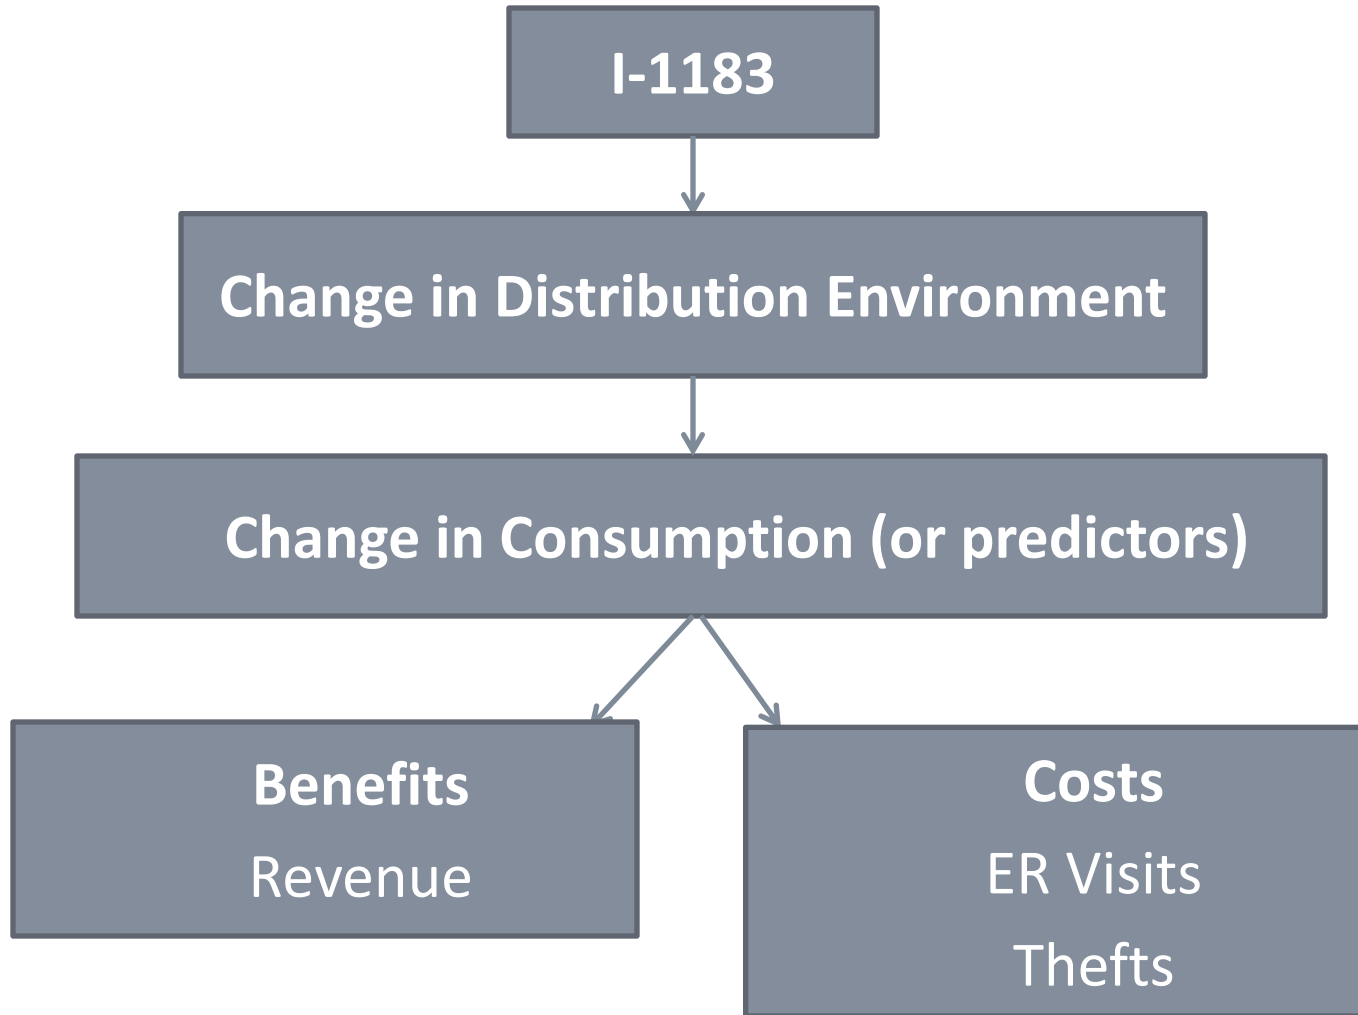 I-1183
Change in Distribution Environment
Change in Consumption (or predictors)
Benefits
Revenue
Costs
ER Visits
Thefts